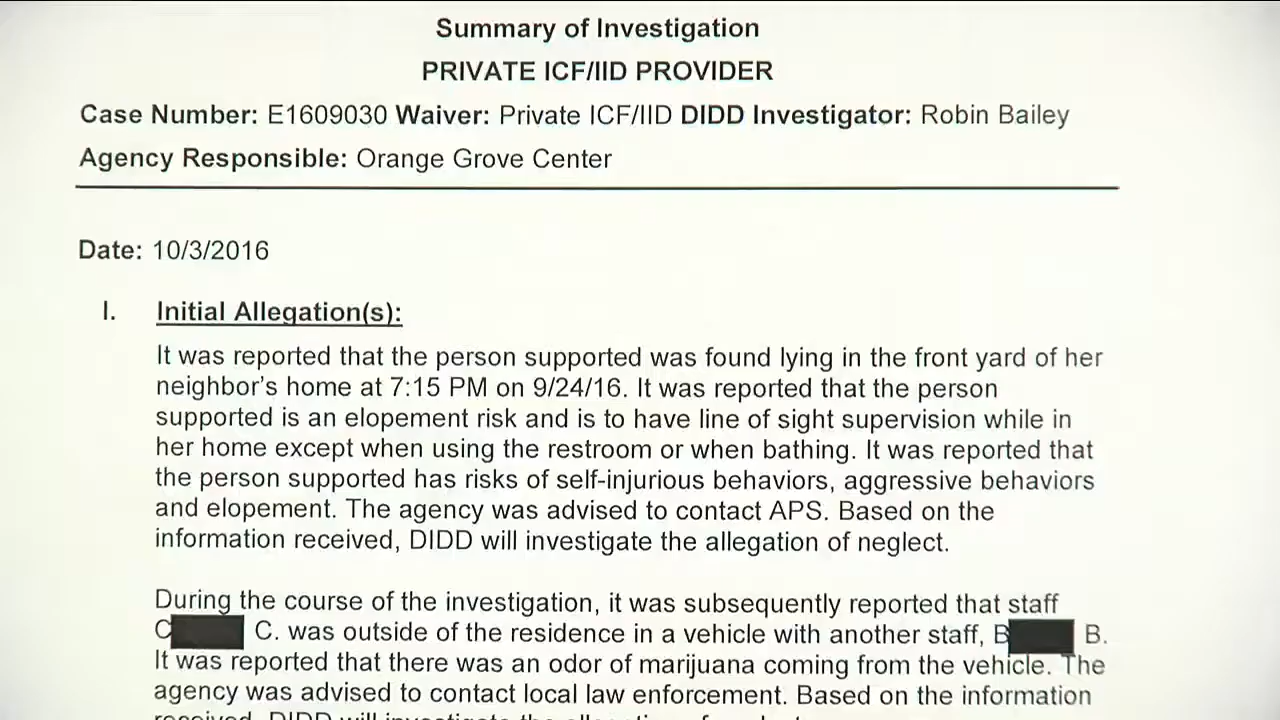 Summary of Investigation
PRIVATE ICF/IID PROVIDER
Case Number: E1609030 Waiver: Private ICF/IID DIDD Investigator: Robin Bailey
Agency Responsible: Orange Grove Center
Date: 10/3/2016
I. Initial Allegation(s):
It was reported that the person supported was found lying in the front yard of her
neighbor's home at 7:15 PM on 9/24/16. It was reported that the person
supported is an elopement risk and is to have line of sight supervision while in
her home except when using the restroom or when bathing. It was reported that
the person supported has risks of self-injurious behaviors, aggressive behaviors
and elopement. The agency was advised to contact APS. Based on the
information received, DIDD will investigate the allegation of neglect.
During the course of the investigation, it was subsequently reported that staff
C C. was outside of the residence in a vehicle with another staff, B B.
It was reported that there was an odor of marijuana coming from the vehicle. The
agency was advised to contact local law enforcement. Based on the information
received, DIDD will investigate the